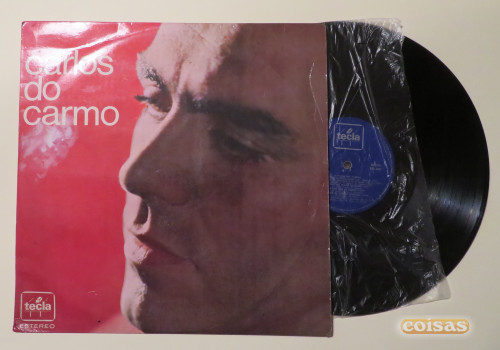 carlos
do
carmo
tecla
ESTEREO
tecla
coisas